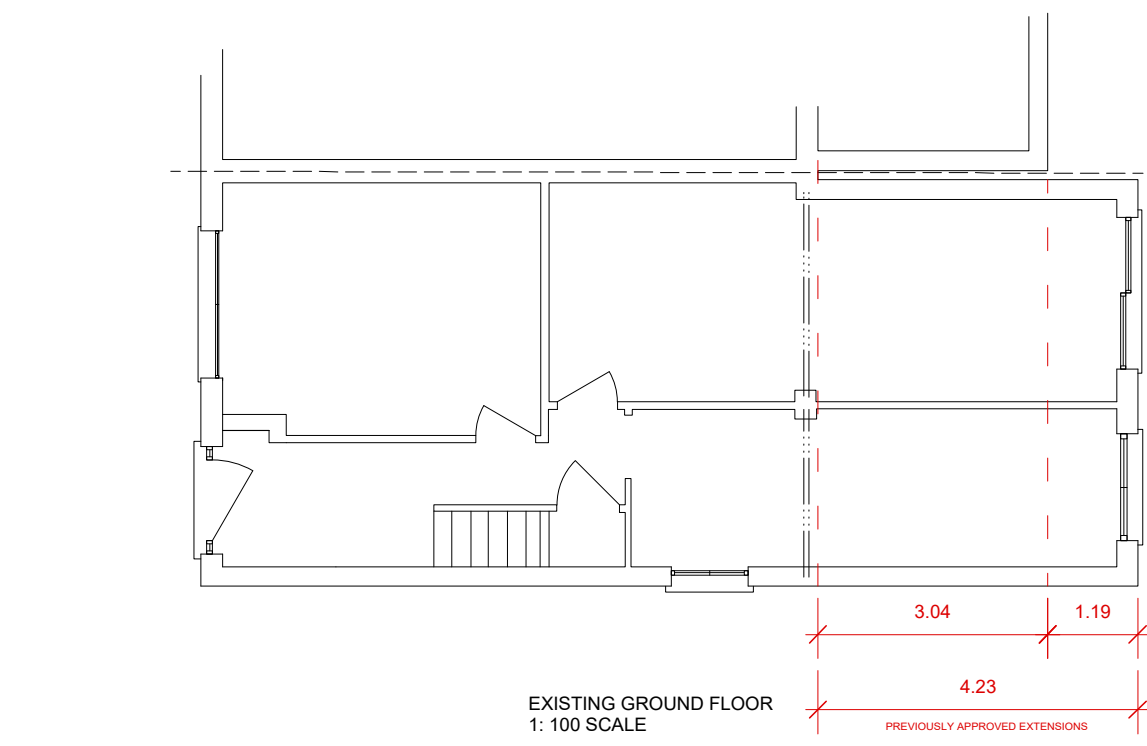 3.04
1.19
4.23
EXISTING GROUND FLOOR
1: 100 SCALE
PREVIOUSLY APPROVED EXTENSIONS